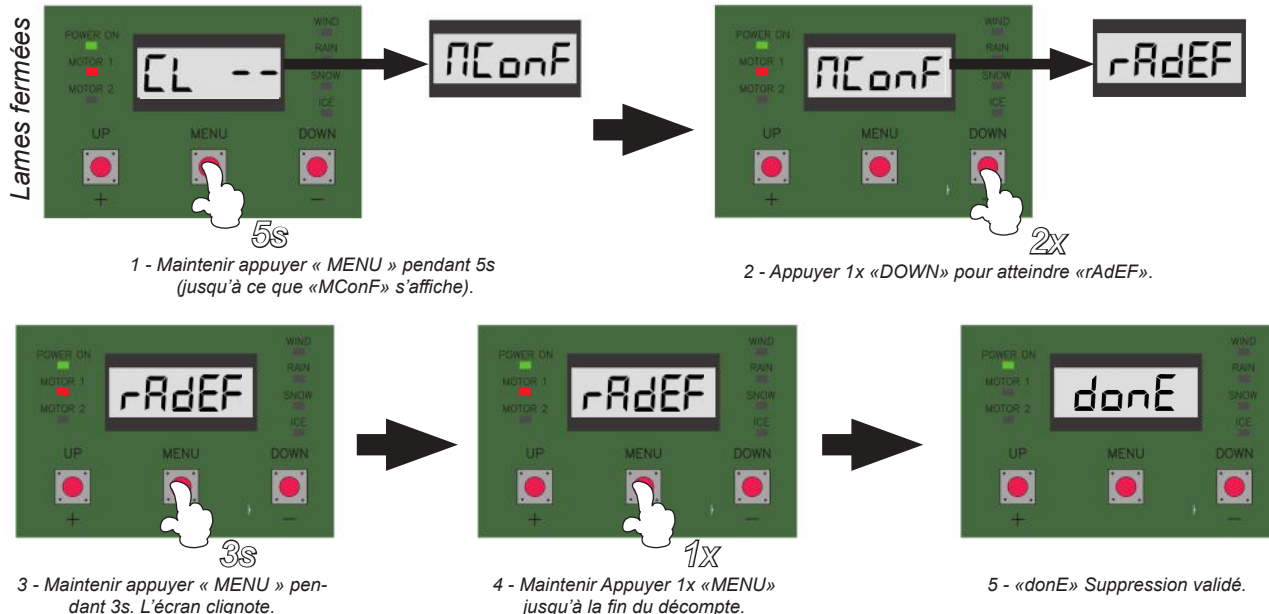 Lames fermées
POWER ON
MOTOR 1
MOTOR 2
CL --
WIND
RAIN
SNOW
ICE
UP
MENU
DOWN
+
−
5s
MConF
1 - Maintenir appuyer « MENU » pendant 5s
(jusqu'à ce que «MConF» s'affiche).
POWER ON
MOTOR 1
MOTOR 2
MConF
WIND
RAIN
SNOW
ICE
UP
MENU
DOWN
+
2x
rAdEF
2 - Appuyer 1x «DOWN» pour atteindre «rAdEF».
POWER ON
MOTOR 1
MOTOR 2
rAdEF
WIND
RAIN
SNOW
ICE
UP
MENU
DOWN
+
−
3s
3 - Maintenir appuyer « MENU » pen-
dant 3s. L'écran clignote.
POWER ON
MOTOR 1
MOTOR 2
rAdEF
WIND
RAIN
SNOW
ICE
UP
MENU
DOWN
+
−
1x
4 - Maintenir Appuyer 1x «MENU»
jusqu'à la fin du décompte.
POWER ON
MOTOR 1
MOTOR 2
donE
WIND
RAIN
SNOW
ICE
UP
MENU
DOWN
+
−
5 - «donE» Suppression validé.